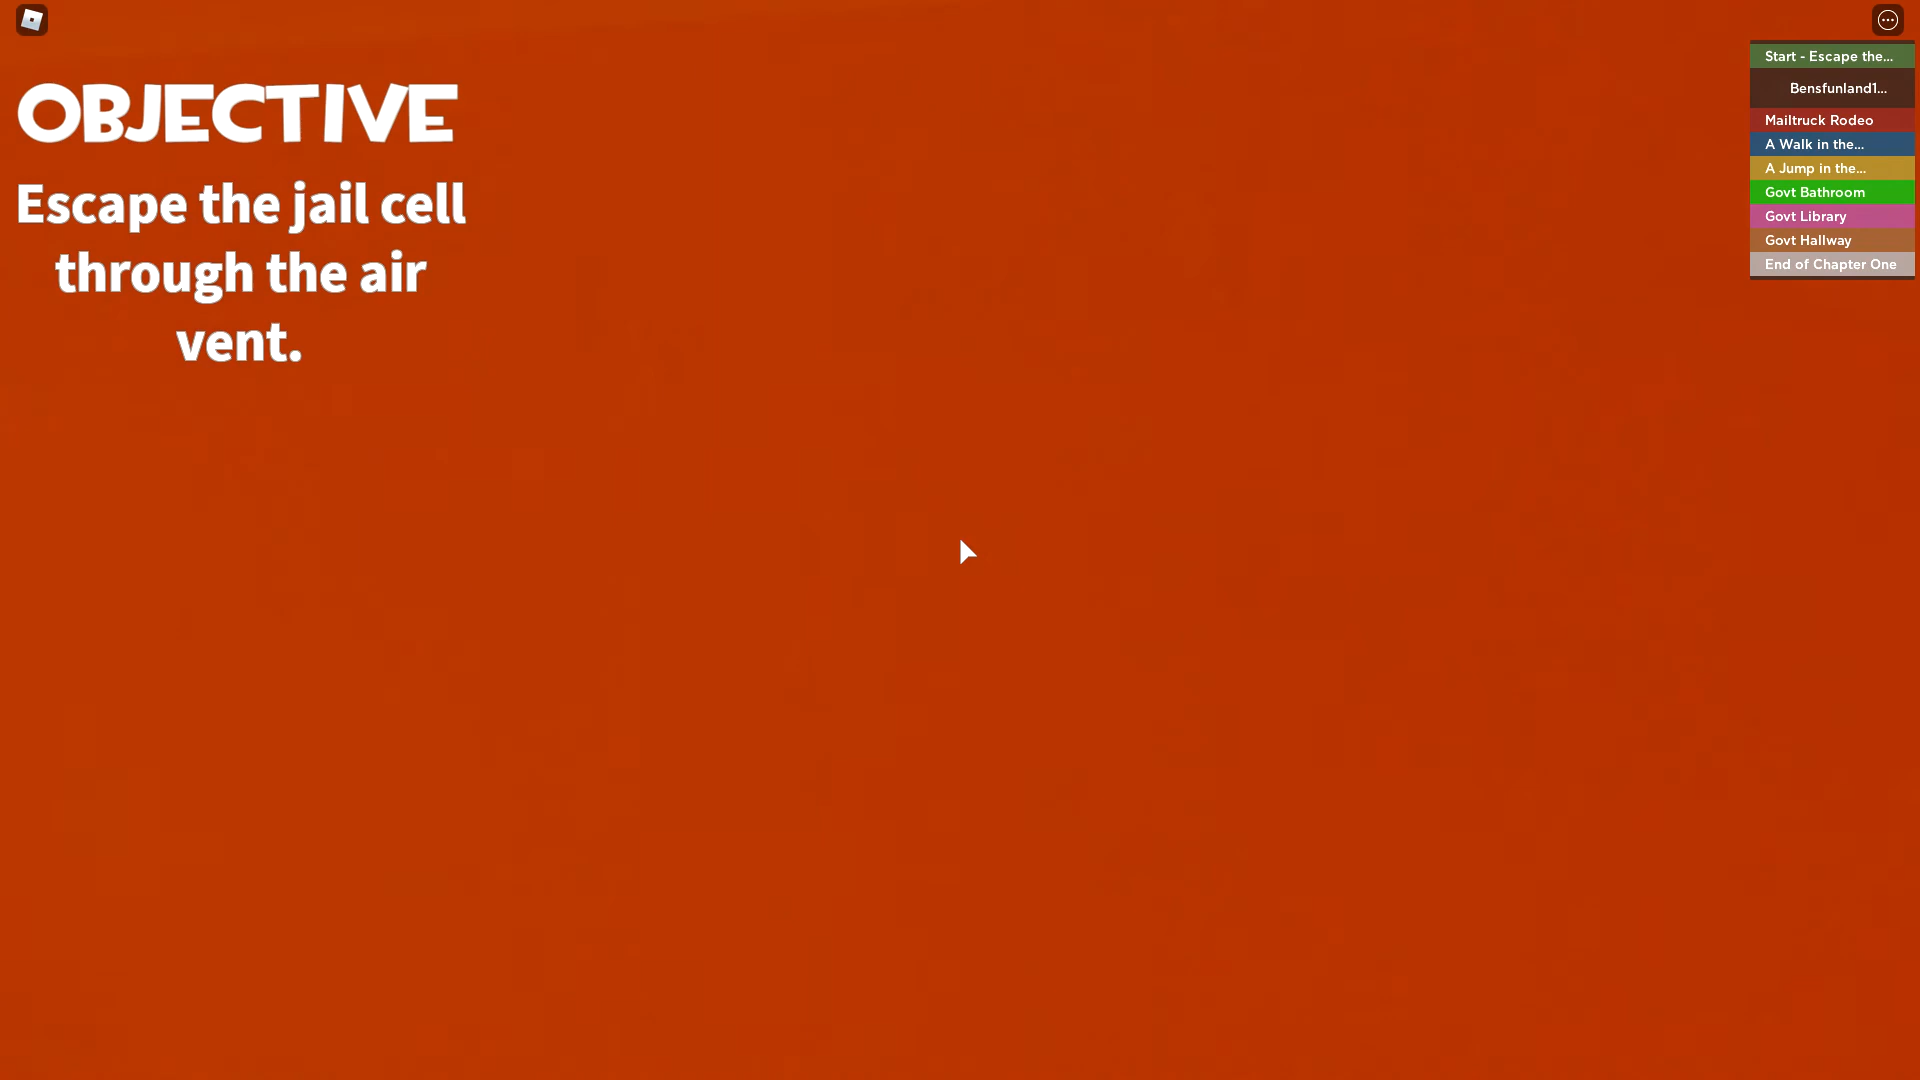 OBJECTIVE
Escape the jail cell
through the air
vent.
Start - Escape the...
Bensfunland1...
Mailtruck Rodeo
A Walk in the...
A Jump in the...
Govt Bathroom
Govt Library
Govt Hallway
End of Chapter One